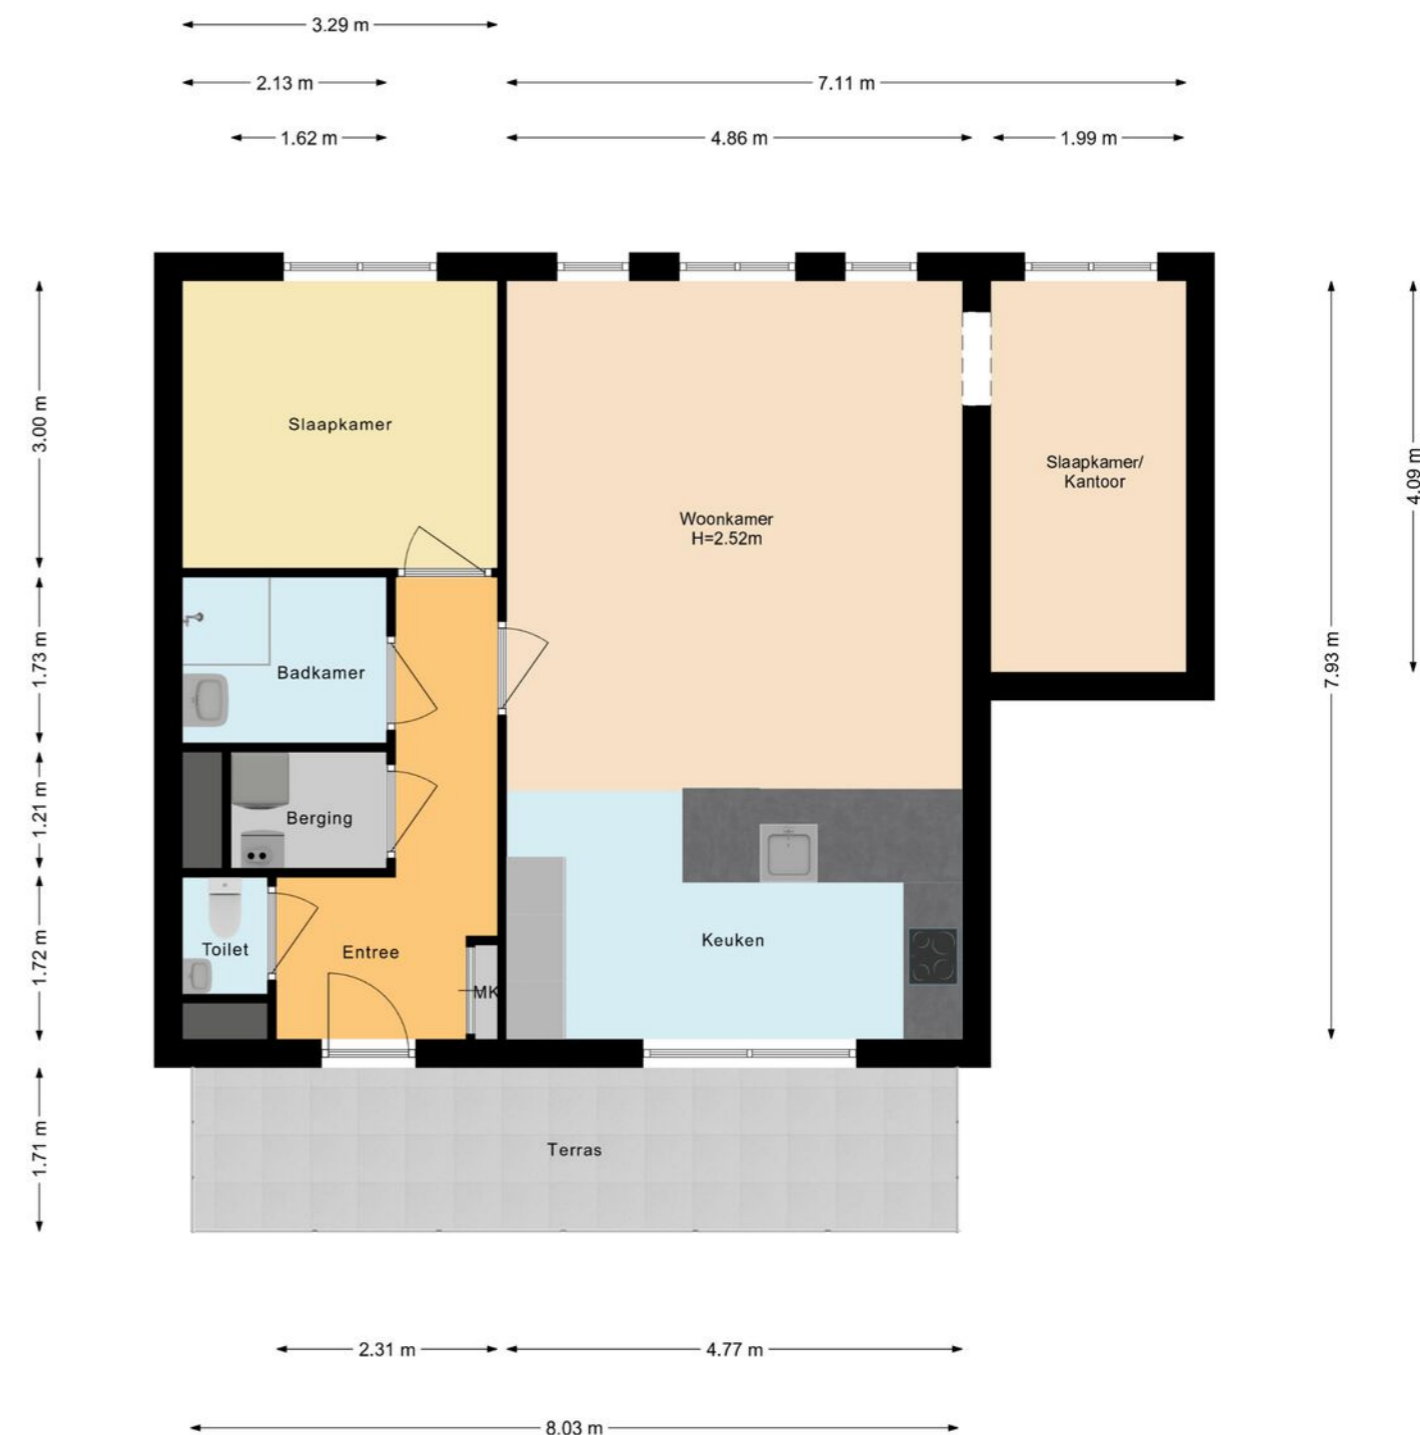 3.29 m
2.13 m
7.11 m
1.62 m
4.86 m
1.99 m
3.00 m
Slaapkamer
4.09 m
Slaapkamer/
Kantoor
Woonkamer
H=2.52m
1.73 m
Badkamer
7.93 m
1.21 m
Berging
1.72 m
Toilet
Entree
Keuken
MK
1.71 m
Terras
2.31 m
4.77 m
8.03 m